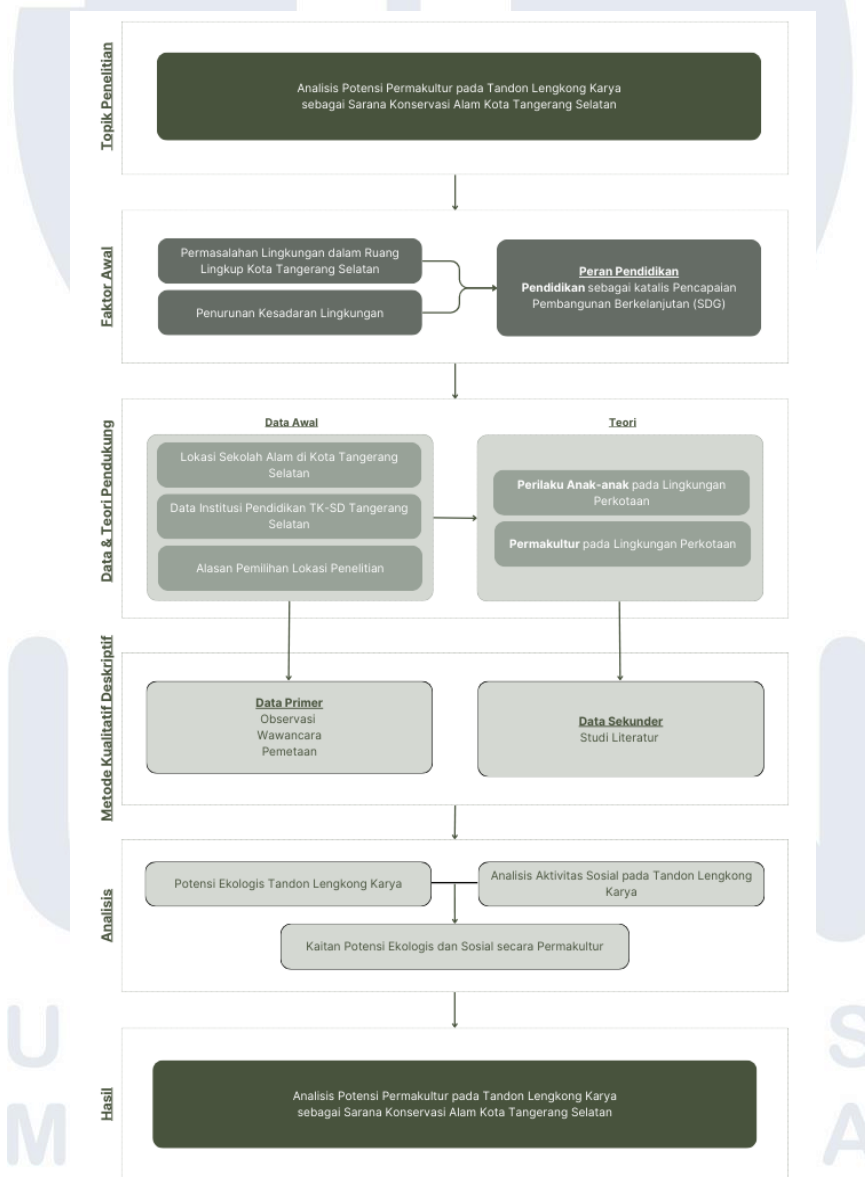 Topik Penelitian
Analisis Potensi Permakultur pada Tandon Lengkong Karya
sebagai Sarana Konservasi Alam Kota Tangerang Selatan
Faktor Awal
Permasalahan Lingkungan dalam Ruang
Lingkup Kota Tangerang Selatan
Penurunan Kesadaran Lingkungan
Peran Pendidikan
Pendidikan sebagai katalis Pencapaian
Pembangunan Berkelanjutan (SDG)
Data & Teori Pendukung
Data Awal
Lokasi Sekolah Alam di Kota Tangerang
Selatan
Data Institusi Pendidikan TK-SD Tangerang
Selatan
Alasan Pemilihan Lokasi Penelitian
Teori
Perilaku Anak-anak pada Lingkungan
Perkotaan
Permakultur pada Lingkungan Perkotaan
Metode Kualitatif Deskriptif
Data Primer
Observasi
Wawancara
Pemetaan
Data Sekunder
Studi Literatur
Analisis
Potensi Ekologis Tandon Lengkong Karya
Analisis Aktivitas Sosial pada Tandon Lengkong
Karya
Kaitan Potensi Ekologis dan Sosial secara Permakultur
Hasil
Analisis Potensi Permakultur pada Tandon Lengkong Karya
sebagai Sarana Konservasi Alam Kota Tangerang Selatan
U S
M A